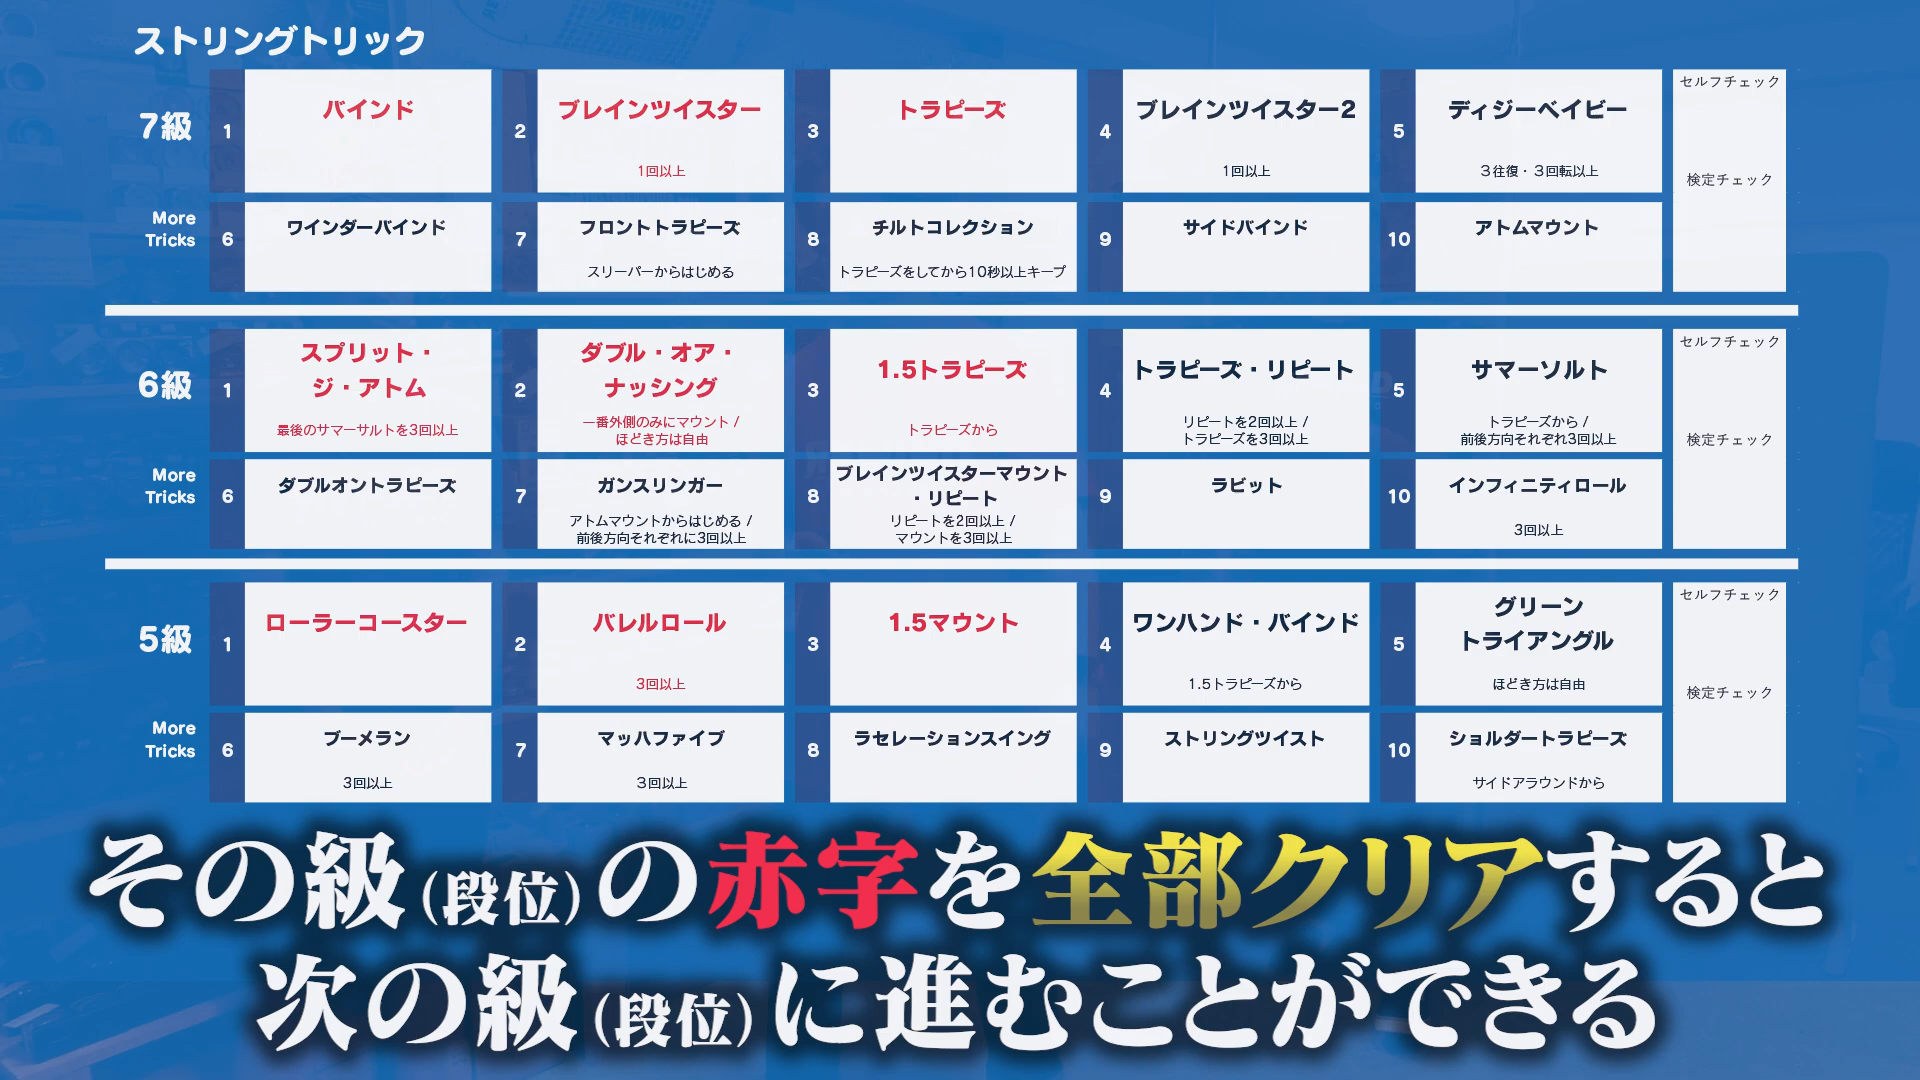 ストリングトリック
7級
1
バインド
2
ブレインツイスター
1回以上
3
トラピーズ
4
ブレインツイスター2
1回以上
5
ディジーベイビー
3往復・3回転以上
セルフチェック
検定チェック
More
Tricks
6
ワインダーバインド
7
フロントトラピーズ
スリーパーからはじめる
8
チルトコレクション
トラピーズをしてから10秒以上キープ
9
サイドバインド
10
アトムマウント
6級
1
スプリット・
ジ・アトム
最後のサマーサルトを3回以上
2
ダブル・オア・
ナッシング
一番外側のみにマウント /
ほどき方は自由
3
1.5トラピーズ
トラピーズから
4
トラピーズ・リピート
リピートを2回以上 /
トラピーズを3回以上
5
サマーソルト
トラピーズから /
前後方向それぞれ3回以上
セルフチェック
検定チェック
More
Tricks
6
ダブルオントラピーズ
7
ガンスリンガー
アトムマウントからはじめる /
前後方向それぞれに3回以上
8
ブレインツイスターマウント
・リピート
リピートを2回以上 /
マウントを3回以上
9
ラビット
10
インフィニティロール
3回以上
5級
1
ローラーコースター
2
バレルロール
3回以上
3
1.5マウント
4
ワンハンド・バインド
1.5トラピーズから
5
グリーン
トライアングル
ほどき方は自由
セルフチェック
検定チェック
More
Tricks
6
ブーメラン
3回以上
7
マッハファイブ
3回以上
8
ラセレーションスイング
9
ストリングツイスト
10
ショルダートラピーズ
サイドアラウンドから
その級(段位)の赤字を全部クリアすると
次の級(段位)に進むことができる